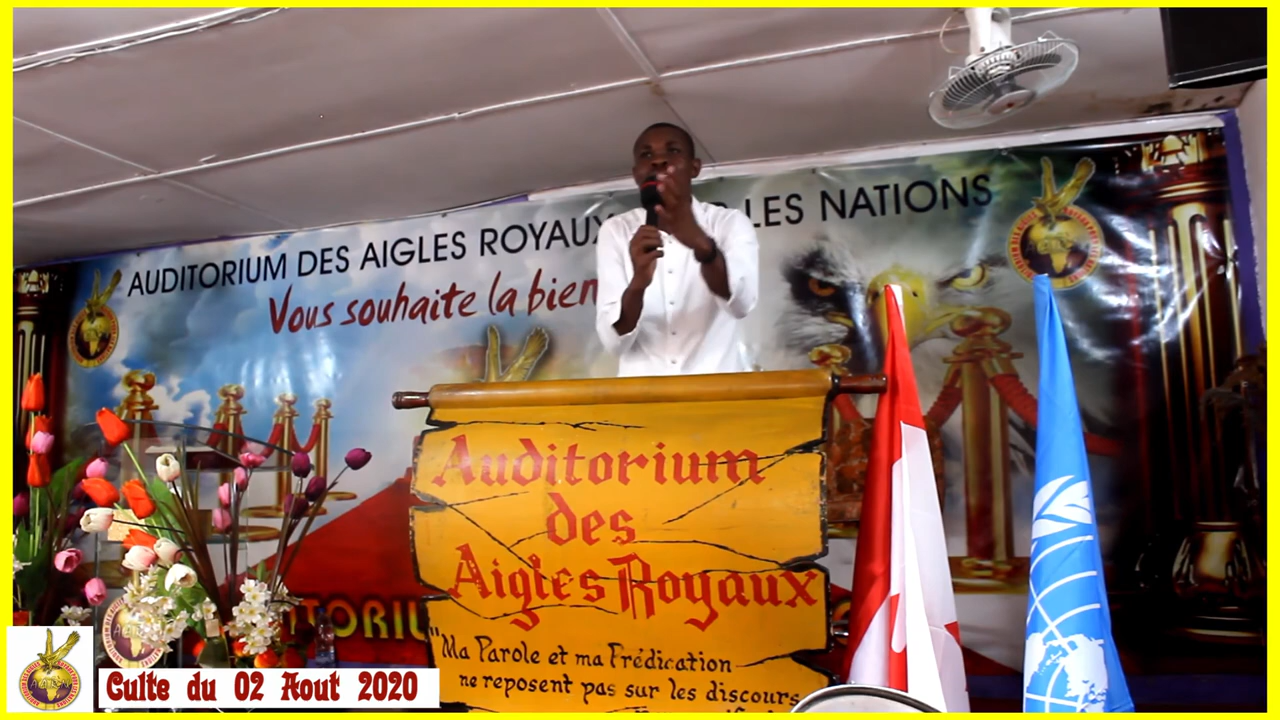 AUDITORIUM DES AIGLES ROYAUX LES NATIONS
Vous souhaite la bien
Auditorium
des
Aigles Royaux
"Ma Parole et ma Prédication
ne reposent pas sur les discours
Culte du 02 Aout 2020